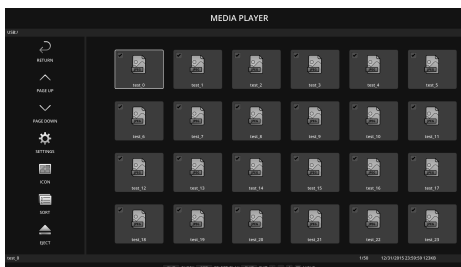 MEDIA PLAYER
USB:/
RETURN
PAGE UP
PAGE DOWN
SETTINGS
ICON
SORT
EJECT
test_0 test_1 test_2 test_3 test_4 test_5
test_6 test_7 test_8 test_9 test_10 test_11
test_12 test_13 test_14 test_15 test_16 test_17
test_18 test_19 test_20 test_21 test_22 test_23
test_0 1/50 12/31/2015 23:59:59 123KB